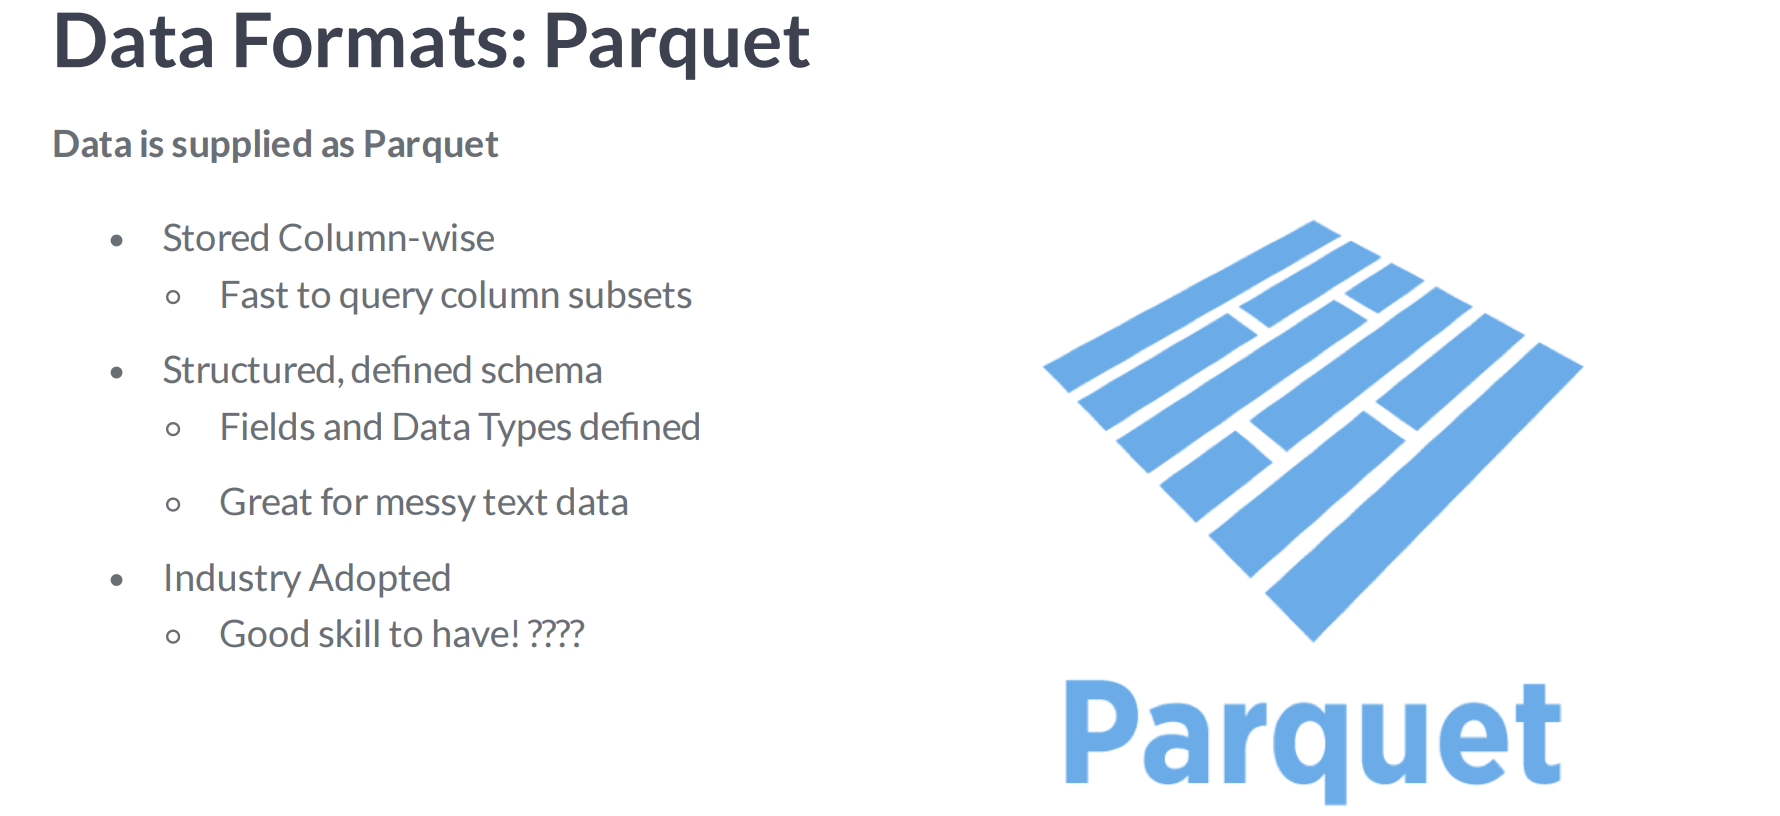 Data Formats: Parquet
Data is supplied as Parquet
Stored Column-wise
Fast to query column subsets
Structured, defined schema
Fields and Data Types defined
Great for messy text data
Industry Adopted
Good skill to have! ????
Parquet